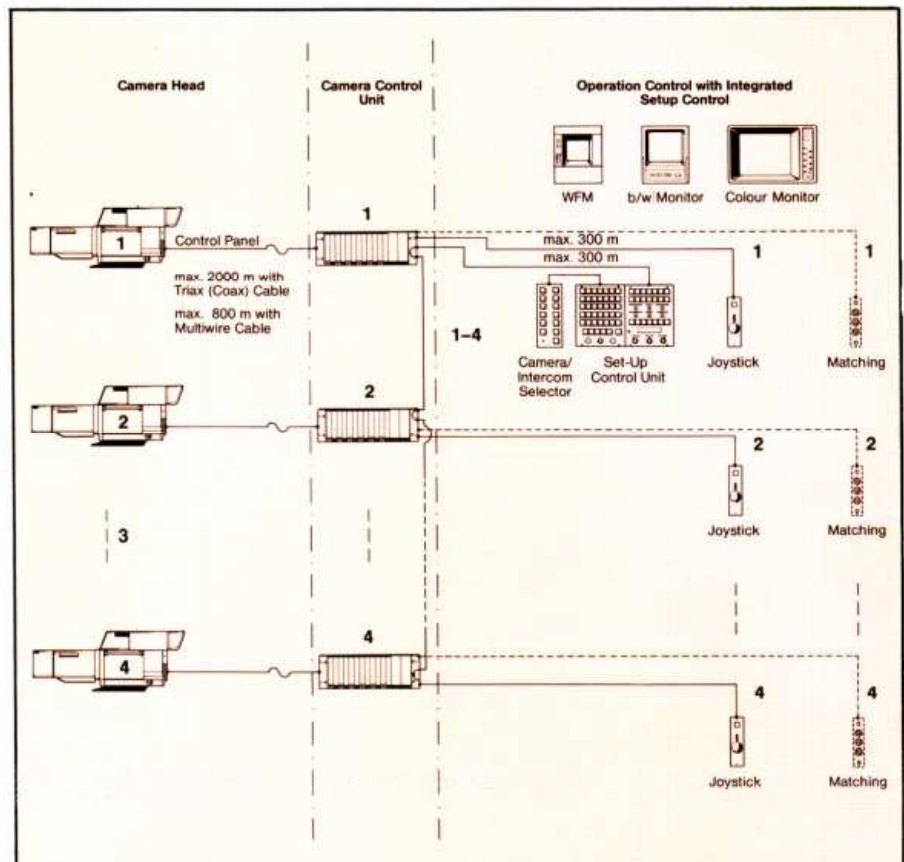 Camera Head
Camera Control
Unit
Operation Control with Integrated
Setup Control
WFM
b/w Monitor
Colour Monitor
1
1
Control Panel
max. 2000 m with
Triax (Coax) Cable
max. 800 m with
Multiwire Cable
max. 300 m
max. 300 m
1
1
1–4
Camera/
Intercom
Selector
Set-Up
Control Unit
Joystick
Matching
2
2
2
2
Joystick
Matching
3
4
4
4
4
Joystick
Matching